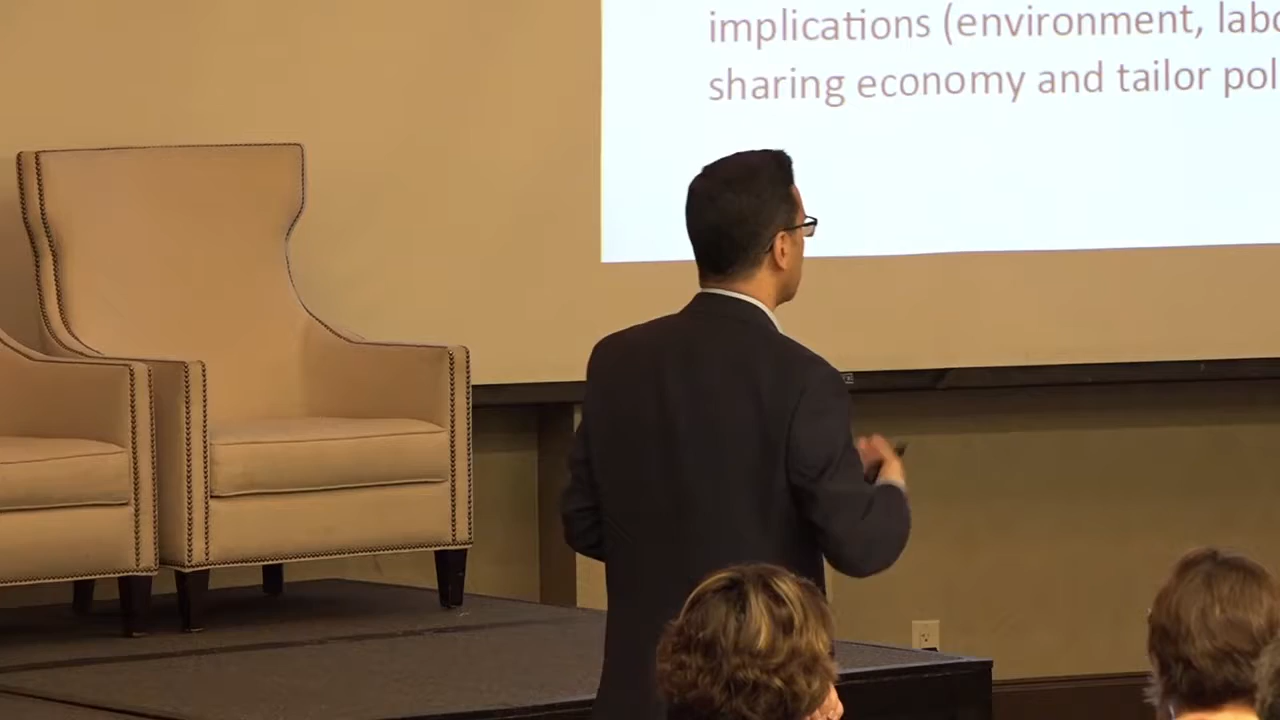 implications (environment,
sharing economy and tailor